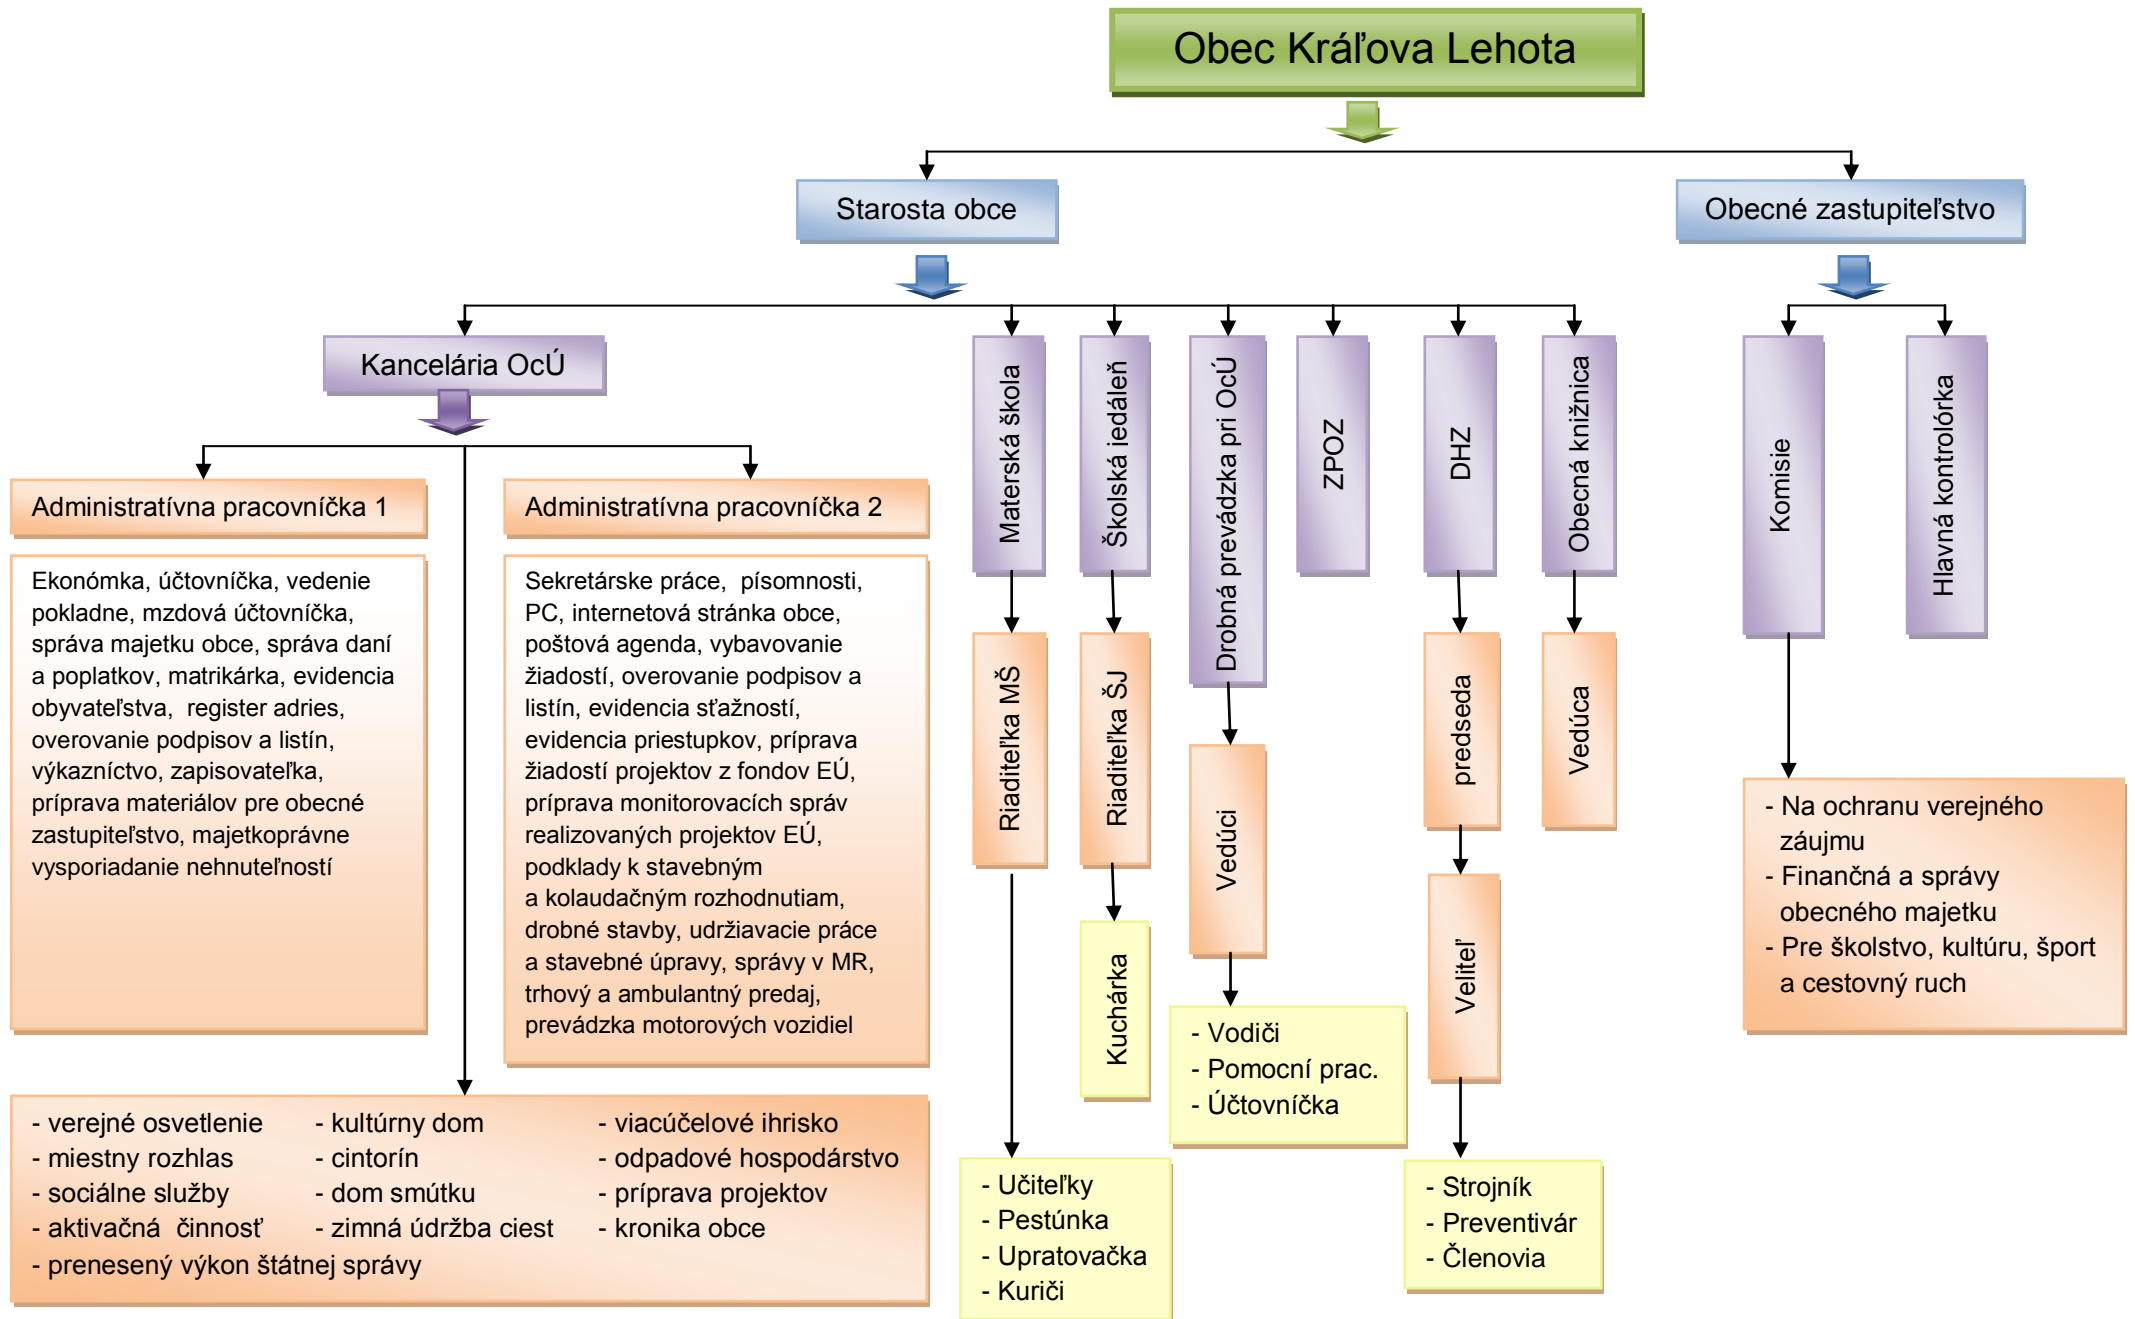 Obec Kráľova Lehota
Starosta obce
Obecné zastupiteľstvo
Kancelária OcÚ
Materská škola
Školská iedáleň
Drobná prevádzka pri OcÚ
ZPOZ
DHZ
Obecná knižnica
Komisie
Hlavná kontrolórka
Administratívna pracovníčka 1
Administratívna pracovníčka 2
Ekonómka, účtovníčka, vedenie
pokladne, mzdová účtovníčka,
správa majetku obce, správa daní
a poplatkov, matrikárka, evidencia
obyvateľstva,  register adries,
overovanie podpisov a listín,
výkazníctvo, zapisovateľka,
príprava materiálov pre obecné
zastupiteľstvo, majetkoprávne
vysporiadanie nehnuteľností
Sekretárske práce,  písomnosti,
PC, internetová stránka obce,
poštová agenda, vybavovanie
žiadostí, overovanie podpisov a
listín, evidencia sťažností,
evidencia priestupkov, príprava
žiadostí projektov z fondov EÚ,
príprava monitorovacích správ
realizovaných projektov EÚ,
podklady k stavebným
a kolaudačným rozhodnutiam,
drobné stavby, udržiavacie práce
a stavebné úpravy, správy v MR,
trhový a ambulantný predaj,
prevádzka motorových vozidiel
Riaditeľka MŠ
Riaditeľka ŠJ
Vedúci
predseda
Vedúca
Veliteľ
Kuchárka
- Na ochranu verejného
záujmu
- Finančná a správy
obecného majetku
- Pre školstvo, kultúru, šport
a cestovný ruch
- Vodiči
- Pomocní prac.
- Účtovníčka
- verejné osvetlenie - kultúrny dom - viacúčelové ihrisko
- miestny rozhlas - cintorín - odpadové hospodárstvo
- sociálne služby - dom smútku - príprava projektov
- aktivačná  činnosť - zimná údržba ciest - kronika obce
- prenesený výkon štátnej správy
- Učiteľky
- Pestúnka
- Upratovačka
- Kuriči
- Strojník
- Preventivár
- Členovia